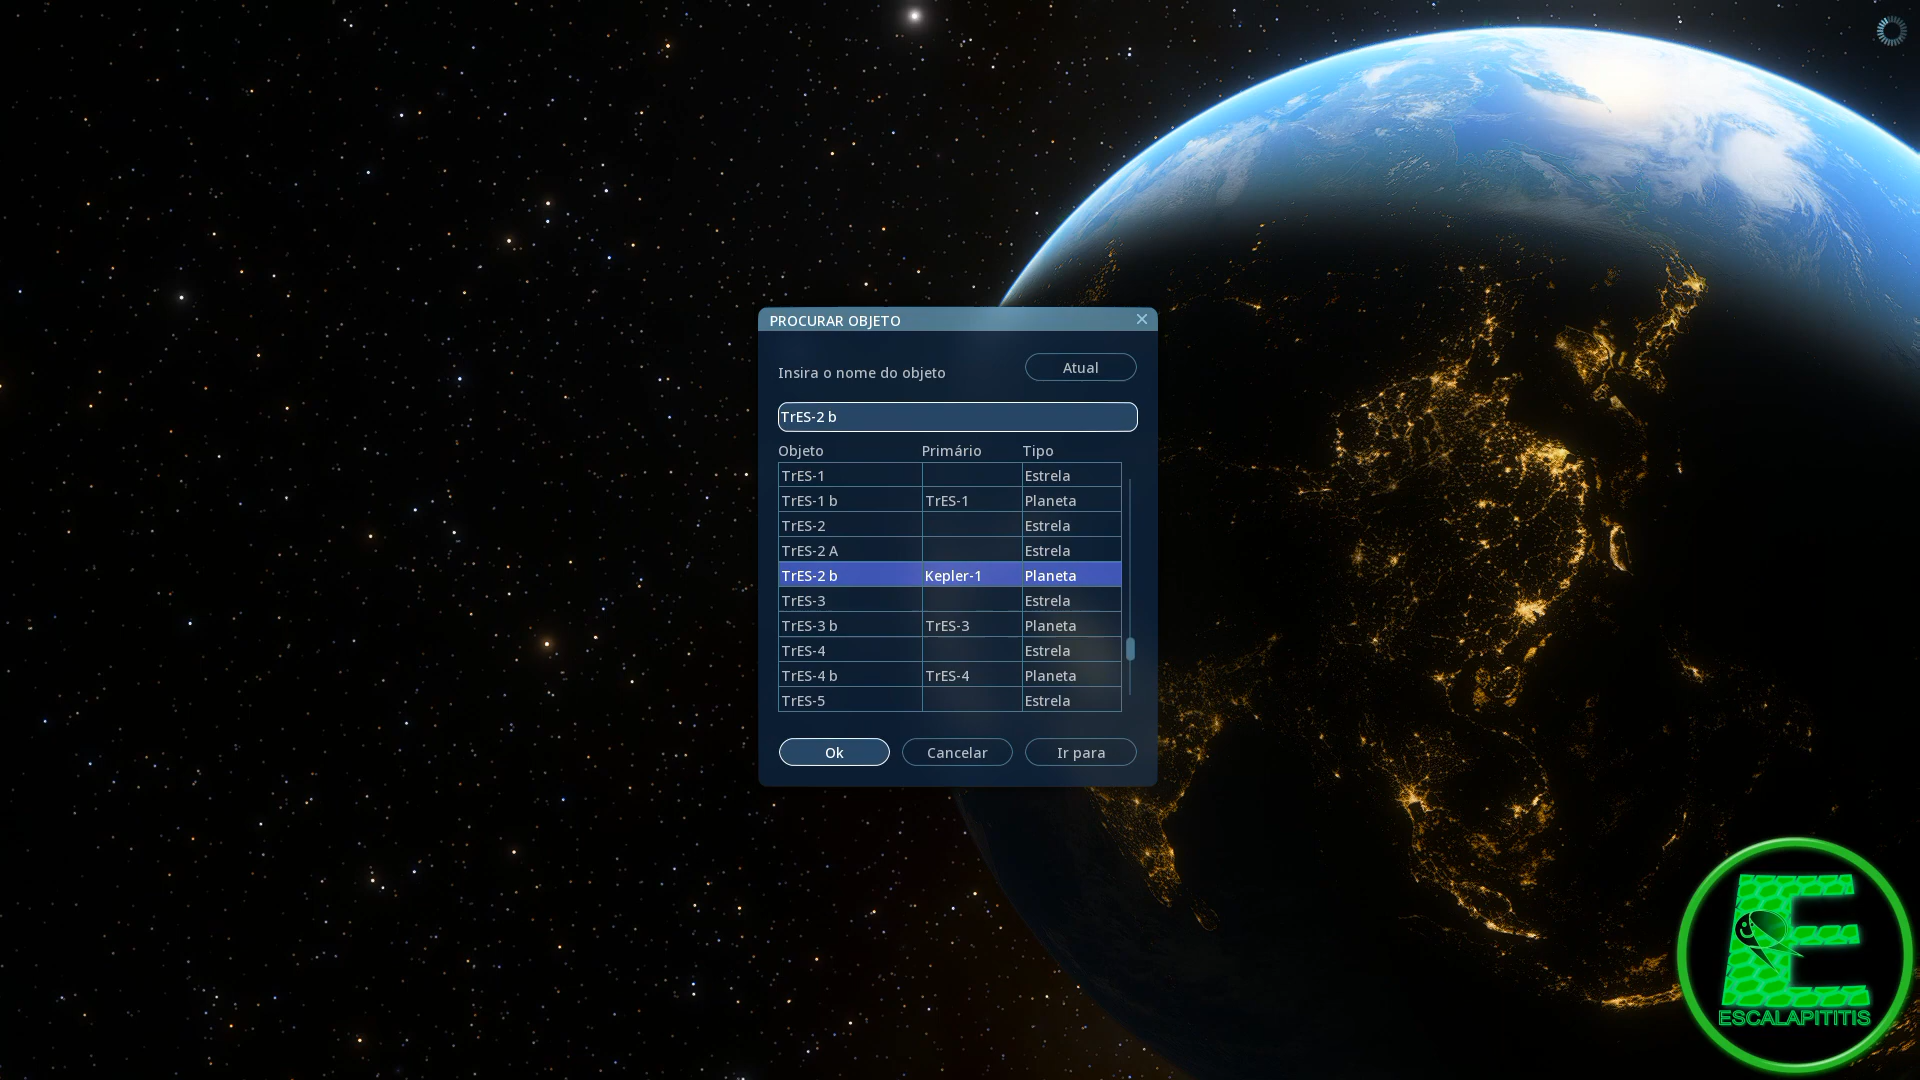 PROCURAR OBJETO
Insira o nome do objeto
Atual
TrES-2 b
Objeto Primário Tipo
TrES-1 Estrela
TrES-1 b TrES-1 Planeta
TrES-2 Estrela
TrES-2 A Estrela
TrES-2 b Kepler-1 Planeta
TrES-3 Estrela
TrES-3 b TrES-3 Planeta
TrES-4 Estrela
TrES-4 b TrES-4 Planeta
TrES-5 Estrela
Ok Cancelar Ir para
E
ESCALAPITITIS